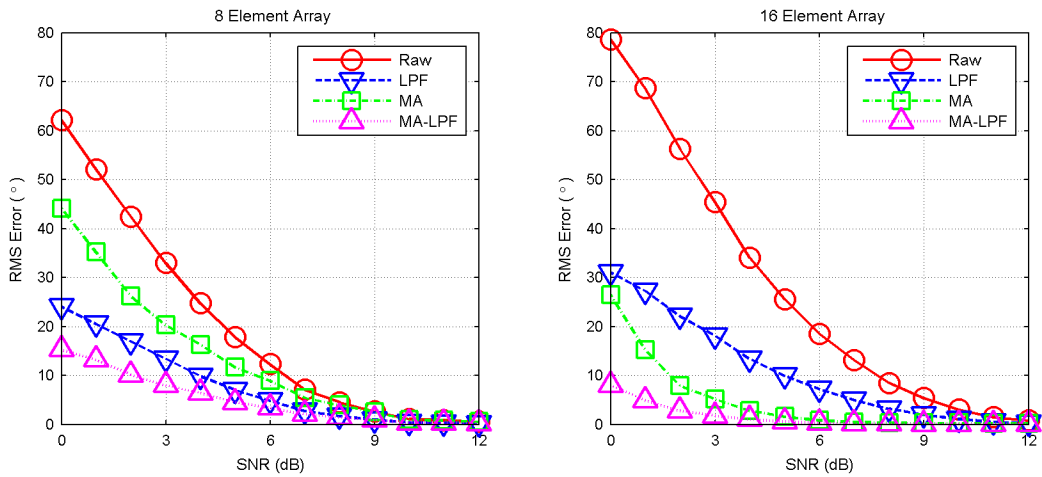 8 Element Array
80
70
60
50
40
30
20
10
0
RMS Error ( ° )
0
3
6
9
12
SNR (dB)
Raw
LPF
MA
MA-LPF
16 Element Array
80
70
60
50
40
30
20
10
0
RMS Error ( ° )
0
3
6
9
12
SNR (dB)
Raw
LPF
MA
MA-LPF